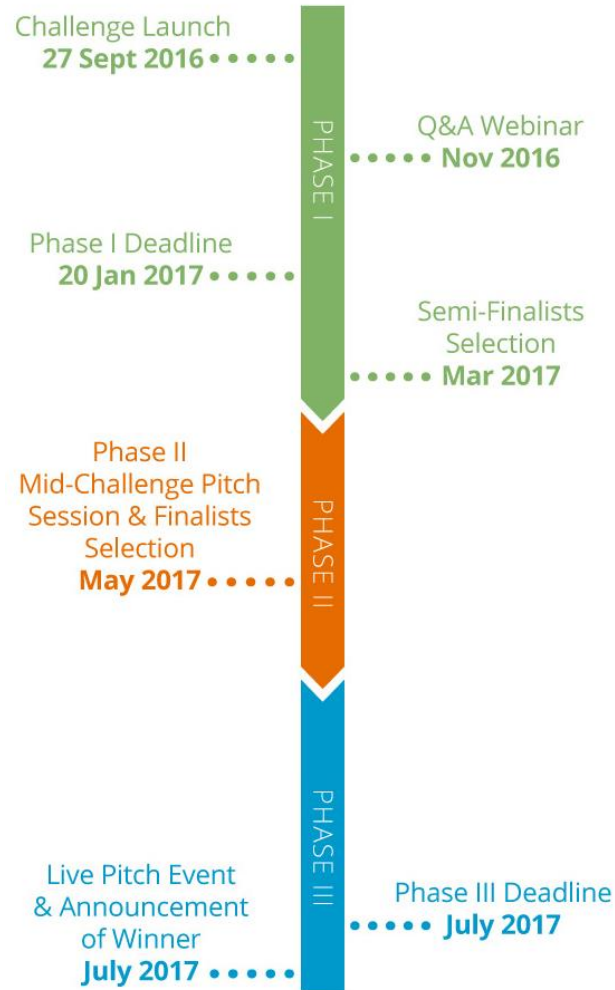 Challenge Launch
27 Sept 2016
PHASE I
Q&A Webinar
Nov 2016
Phase I Deadline
20 Jan 2017
Semi-Finalists
Selection
Mar 2017
Phase II
Mid-Challenge Pitch
Session & Finalists
Selection
May 2017
PHASE II
PHASE III
Live Pitch Event
& Announcement
of Winner
July 2017
Phase III Deadline
July 2017